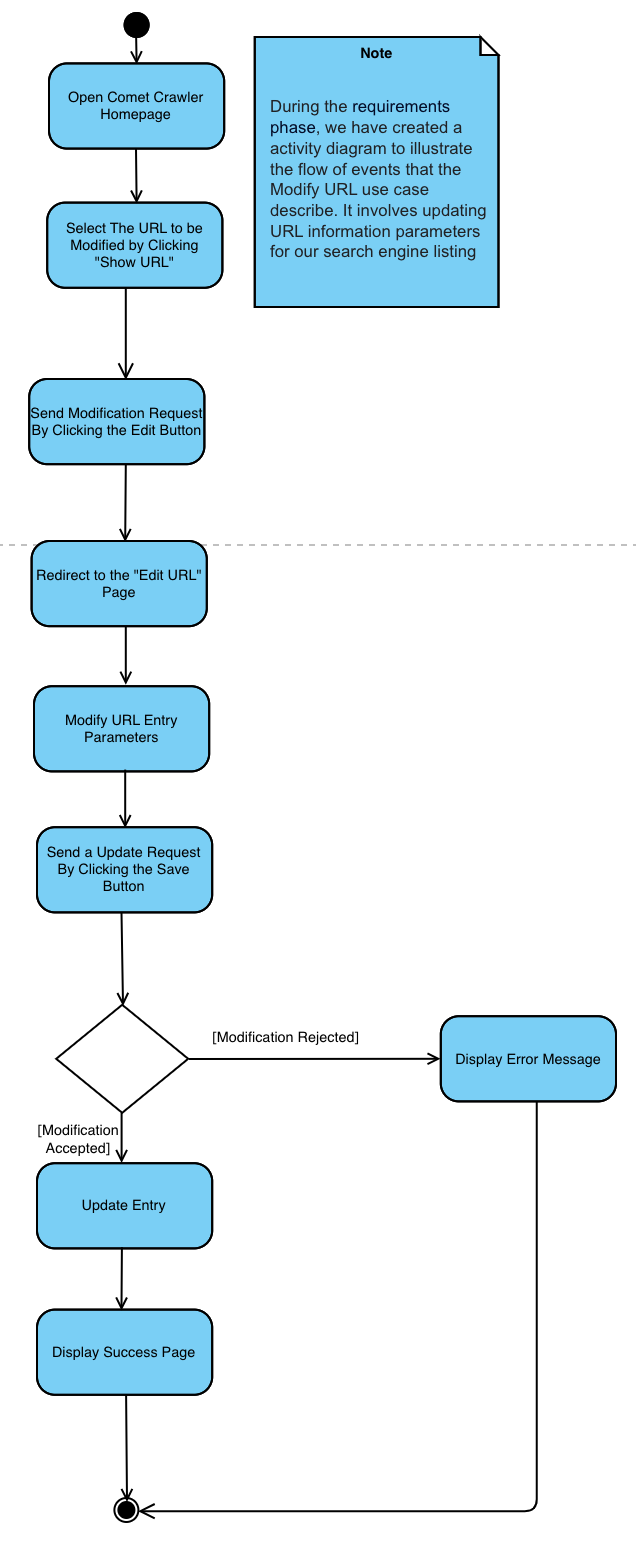 Open Comet Crawler
Homepage
Note
During the requirements
phase, we have created a
activity diagram to illustrate
the flow of events that the
Modify URL use case
describe. It involves updating
URL information parameters
for our search engine listing
Select The URL to be
Modified by Clicking
"Show URL"
Send Modification Request
By Clicking the Edit Button
Redirect to the "Edit URL"
Page
Modify URL Entry
Parameters
Send a Update Request
By Clicking the Save
Button
[Modification Rejected]
Display Error Message
[Modification
Accepted]
Update Entry
Display Success Page